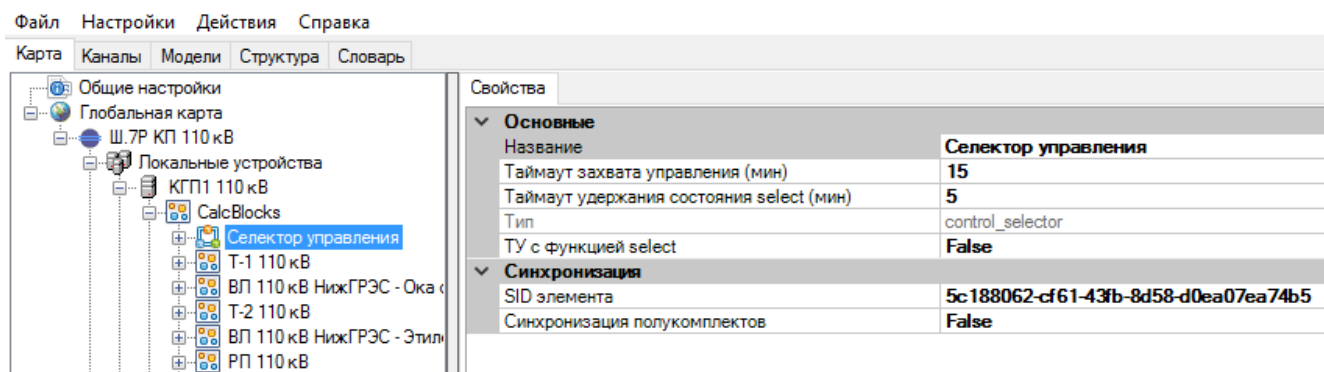 Файл Настройки Действия Справка
Карта Каналы Модели Структура Словарь
Общие настройки
Глобальная карта
Ш.7Р КП 110 кВ
Локальные устройства
КГП1 110 кВ
CalcBlocks
Селектор управления
Т-1 110 кВ
ВЛ 110 кВ НижГРЭС - Ока
Т-2 110 кВ
ВЛ 110 кВ НижГРЭС - Этил
РП 110 кВ
Свойства
Основные
Название Селектор управления
Таймаут захвата управления (мин) 15
Таймаут удержания состояния select (мин) 5
Тип control_selector
ТУ с функцией select False
Синхронизация
SID элемента 5c188062-cf61-43fb-8d58-d0ea07ea74b5
Синхронизация полукомплектов False